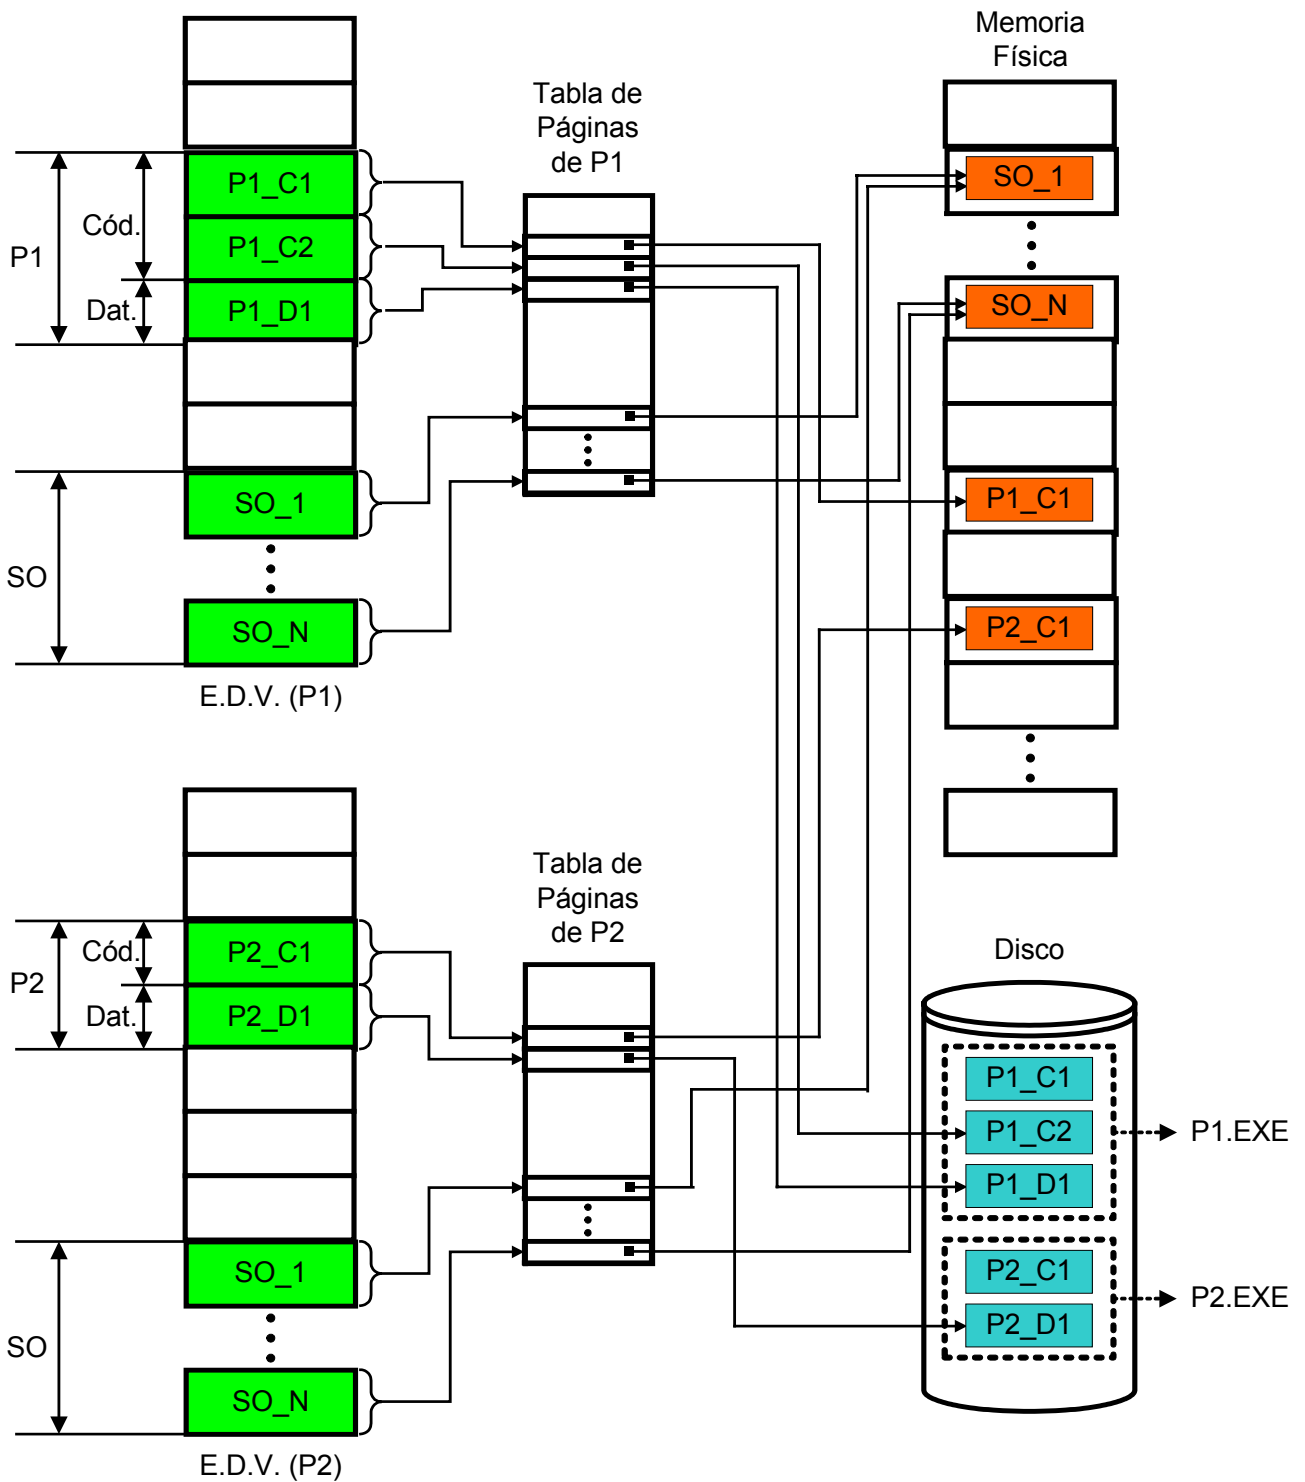 Memoria
Física
Tabla de
Páginas
de P1
P1
Cód.
Dat.
P1_C1
P1_C2
P1_D1
SO
SO_1
SO_N
E.D.V. (P1)
SO_1
SO_N
P1_C1
P2_C1
Tabla de
Páginas
de P2
P2
Cód.
Dat.
P2_C1
P2_D1
SO
SO_1
SO_N
E.D.V. (P2)
Disco
P1_C1
P1_C2
P1_D1
P1.EXE
P2_C1
P2_D1
P2.EXE